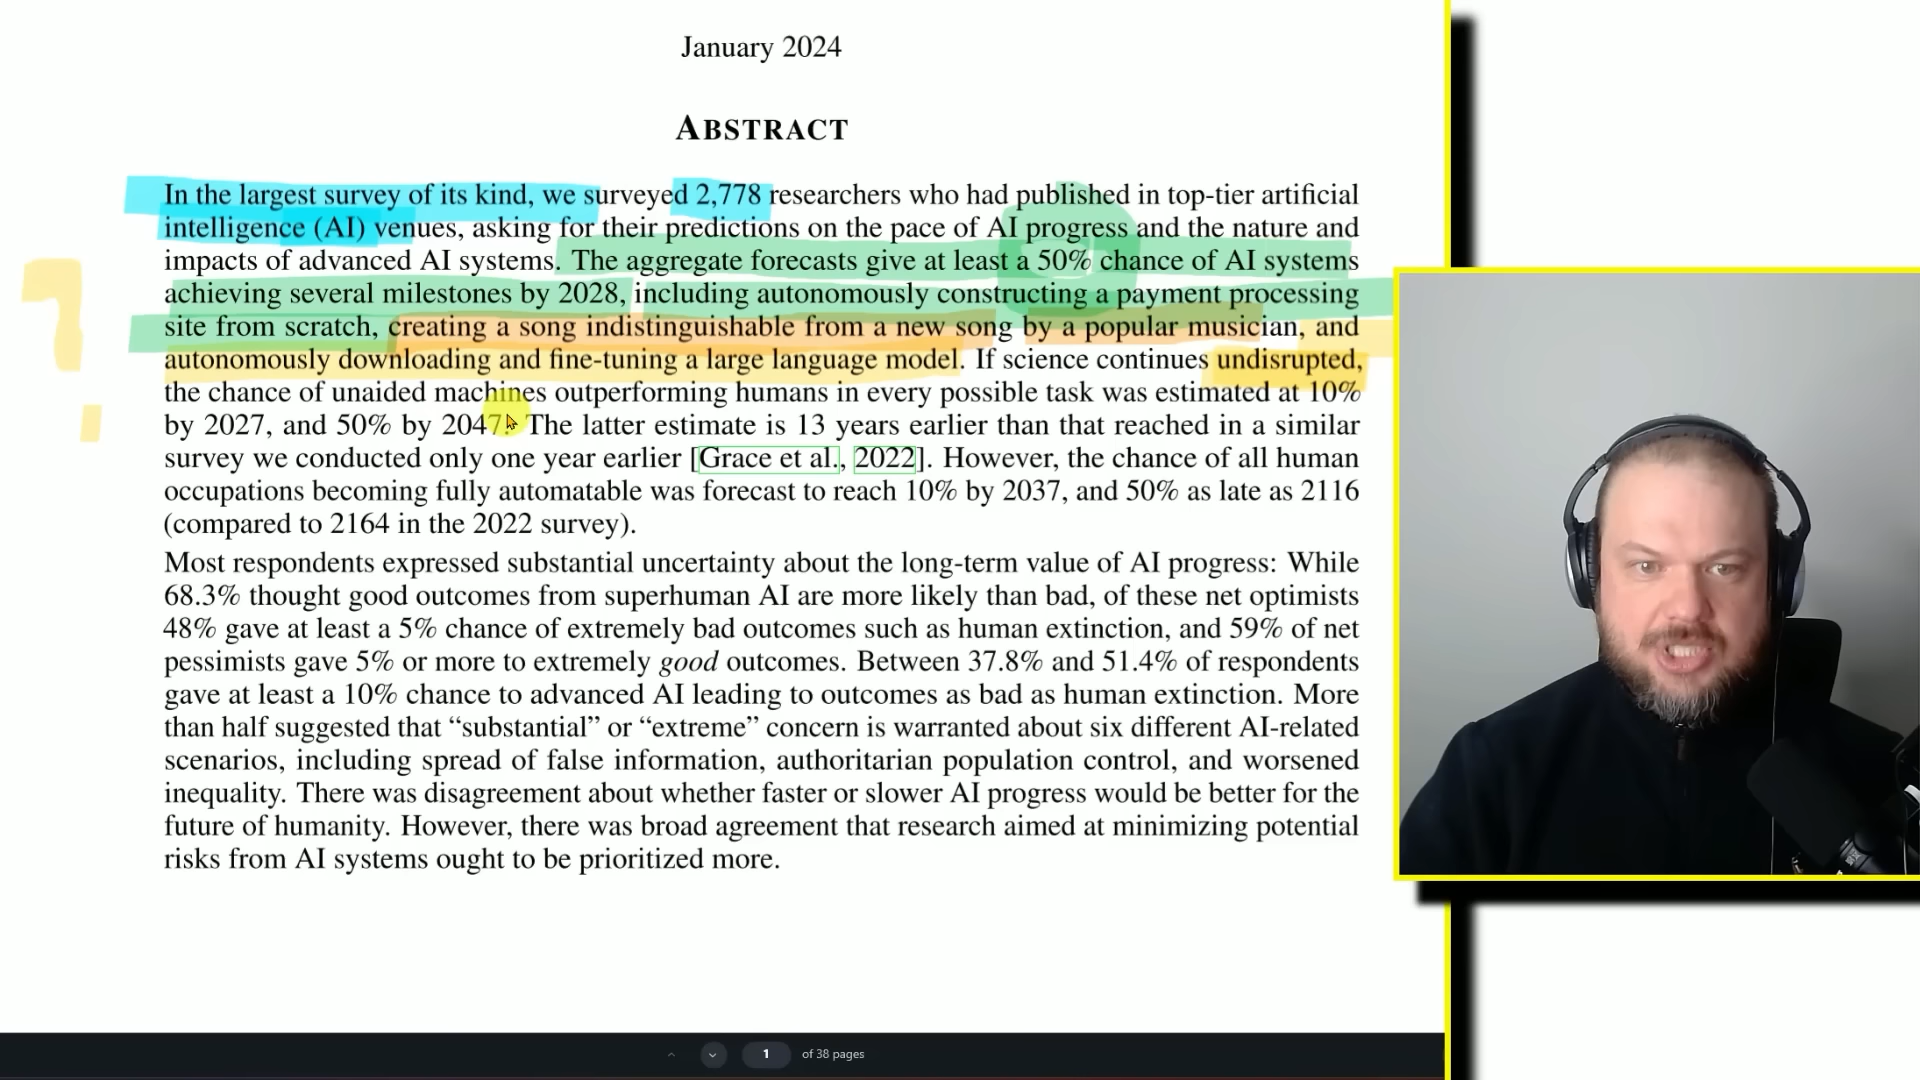 January 2024
ABSTRACT
In the largest survey of its kind, we surveyed 2,778 researchers who had published in top-tier artificial
intelligence (AI) venues, asking for their predictions on the pace of AI progress and the nature and
impacts of advanced AI systems. The aggregate forecasts give at least a 50% chance of AI systems
achieving several milestones by 2028, including autonomously constructing a payment processing
site from scratch, creating a song indistinguishable from a new song by a popular musician, and
autonomously downloading and fine-tuning a large language model. If science continues undisrupted,
the chance of unaided machines outperforming humans in every possible task was estimated at 10%
by 2027, and 50% by 2047. The latter estimate is 13 years earlier than that reached in a similar
survey we conducted only one year earlier [Grace et al., 2022]. However, the chance of all human
occupations becoming fully automatable was forecast to reach 10% by 2037, and 50% as late as 2116
(compared to 2164 in the 2022 survey).
Most respondents expressed substantial uncertainty about the long-term value of AI progress: While
68.3% thought good outcomes from superhuman AI are more likely than bad, of these net optimists
48% gave at least a 5% chance of extremely bad outcomes such as human extinction, and 59% of net
pessimists gave 5% or more to extremely good outcomes. Between 37.8% and 51.4% of respondents
gave at least a 10% chance to advanced AI leading to outcomes as bad as human extinction. More
than half suggested that “substantial” or “extreme” concern is warranted about six different AI-related
scenarios, including spread of false information, authoritarian population control, and worsened
inequality. There was disagreement about whether faster or slower AI progress would be better for the
future of humanity. However, there was broad agreement that research aimed at minimizing potential
risks from AI systems ought to be prioritized more.
1 of 38 pages